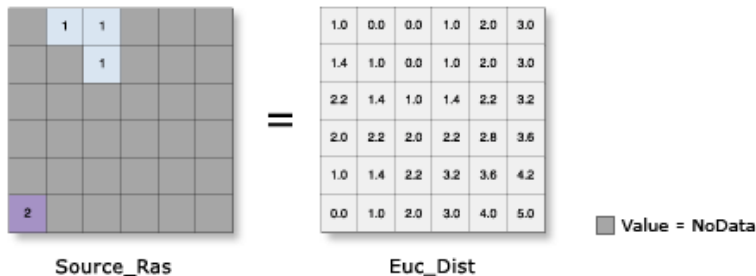 1 1 1.0 0.0 0.0 1.0 2.0 3.0
1 1.4 1.0 0.0 1.0 2.0 3.0
2.2 1.4 1.0 1.4 2.2 3.2
= 2.0 2.2 2.0 2.2 2.8 3.6
1.0 1.4 2.2 3.2 3.6 4.2
2 0.0 1.0 2.0 3.0 4.0 5.0
Value = NoData
Source_Ras Euc_Dist